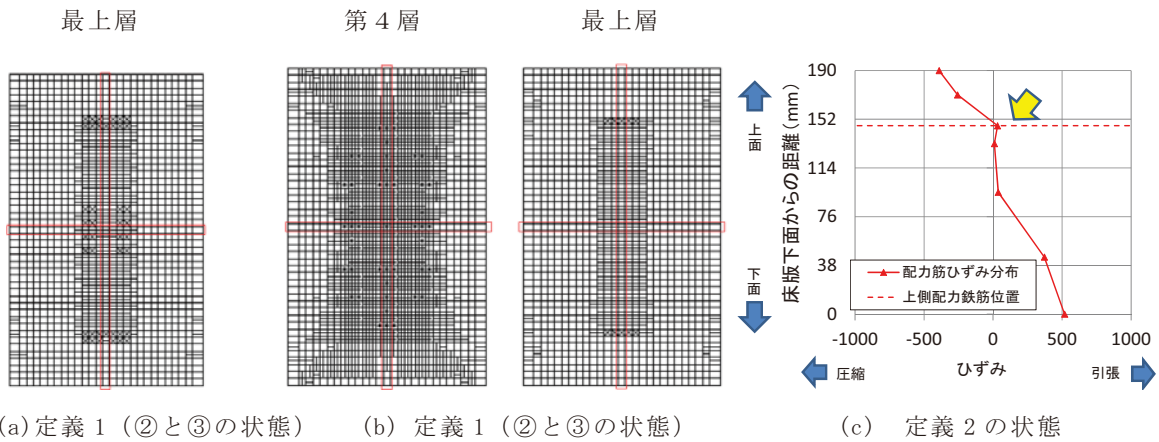 最上層
第４層
最上層
上面
下面
床版下面からの距離(mm)
190
152
114
76
38
0
配力筋ひずみ分布
上側配力鉄筋位置
-1000
-500
0
500
1000
圧縮
ひずみ
引張
(a)定義１（②と③の状態）
(b) 定義１（②と③の状態）
(c) 定義２の状態